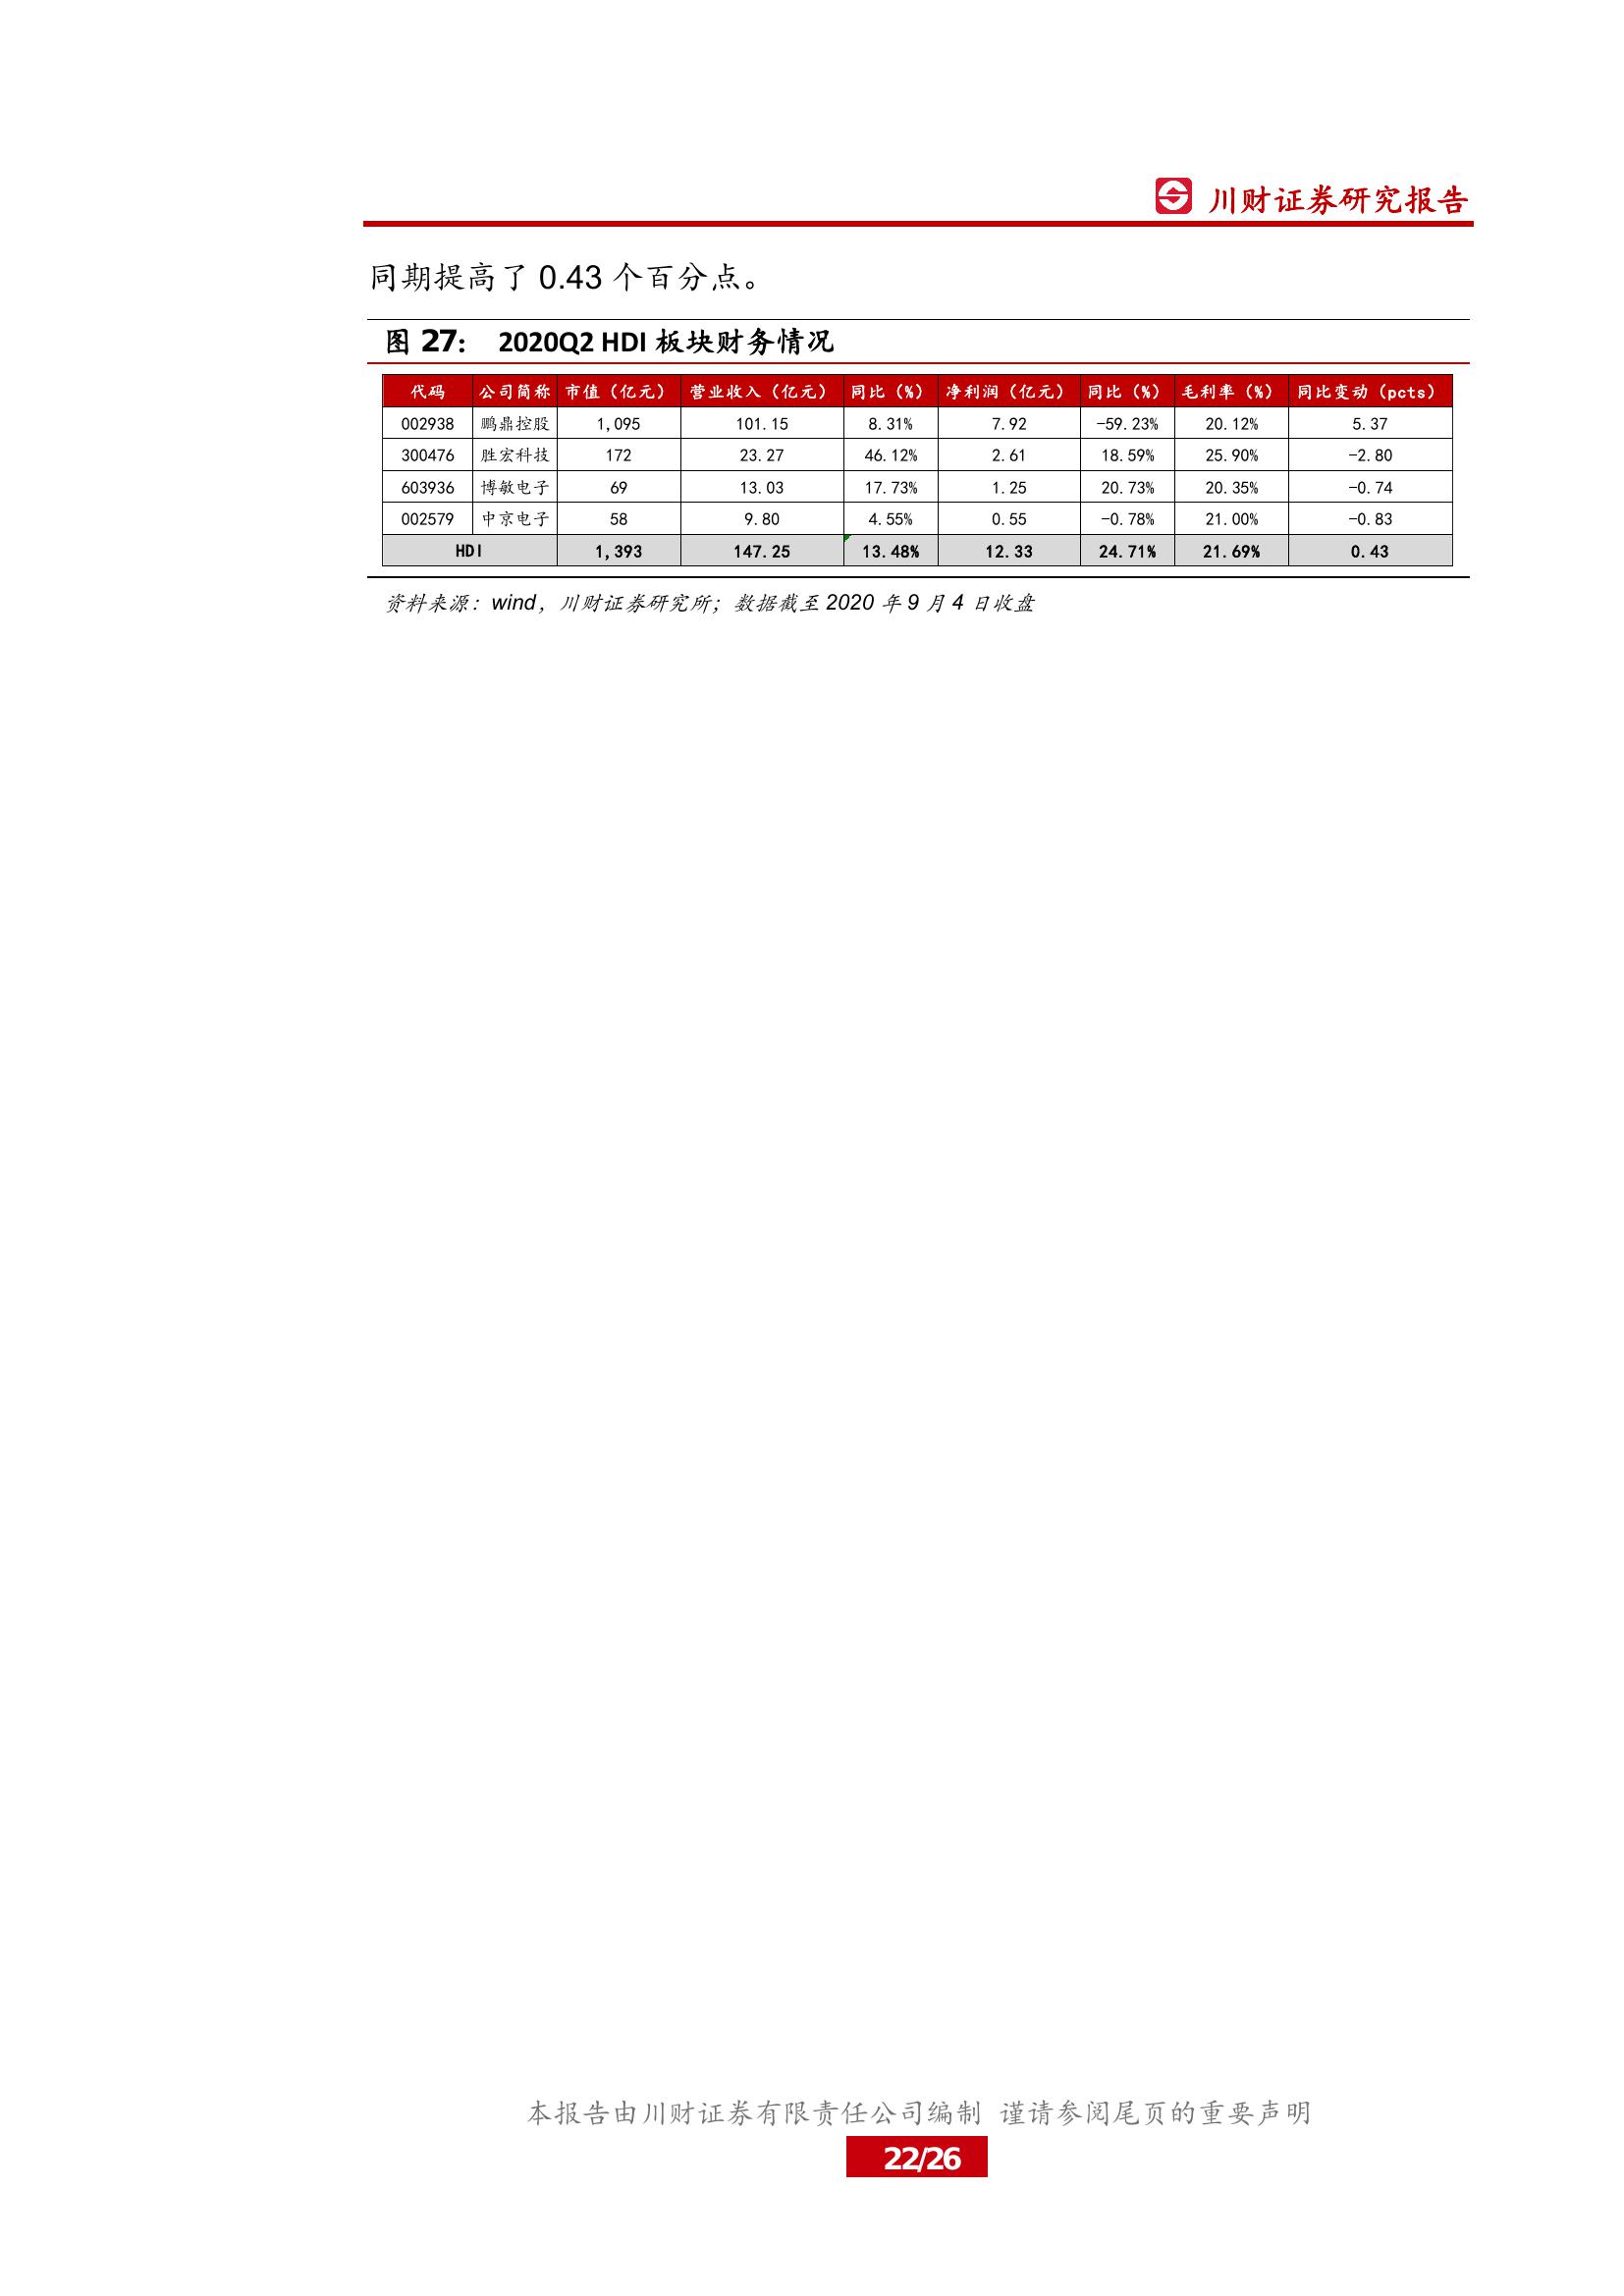 川财证券研究报告
同期提高了 0.43 个百分点。
图 27： 2020Q2 HDI 板块财务情况
代码 公司简称 市值（亿元） 营业收入（亿元） 同比（%） 净利润（亿元） 同比（%） 毛利率（%） 同比变动（pcts）
002938 鹏鼎控股 1,095 101.15 8.31% 7.92 -59.23% 20.12% 5.37
300476 胜宏科技 172 23.27 46.12% 2.61 18.59% 25.90% -2.80
603936 博敏电子 69 13.03 17.73% 1.25 20.73% 20.35% -0.74
002579 中京电子 58 9.80 4.55% 0.55 -0.78% 21.00% -0.83
HDI 1,393 147.25 13.48% 12.33 24.71% 21.69% 0.43
资料来源：wind，川财证券研究所；数据截至 2020 年 9 月 4 日收盘
本报告由川财证券有限责任公司编制 谨请参阅尾页的重要声明
22/26